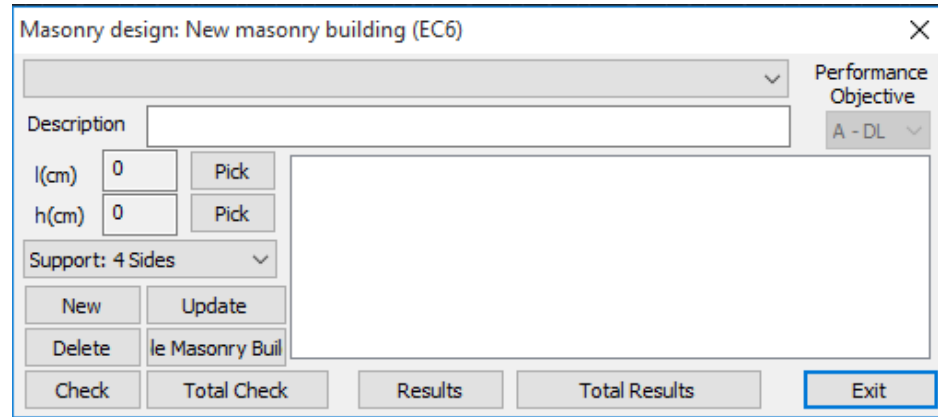 Masonry design: New masonry building (EC6)
Performance
Objective
Description
A - DL
l(cm) 0 Pick
h(cm) 0 Pick
Support: 4 Sides
New Update
Delete le Masonry Buil
Check Total Check Results Total Results Exit